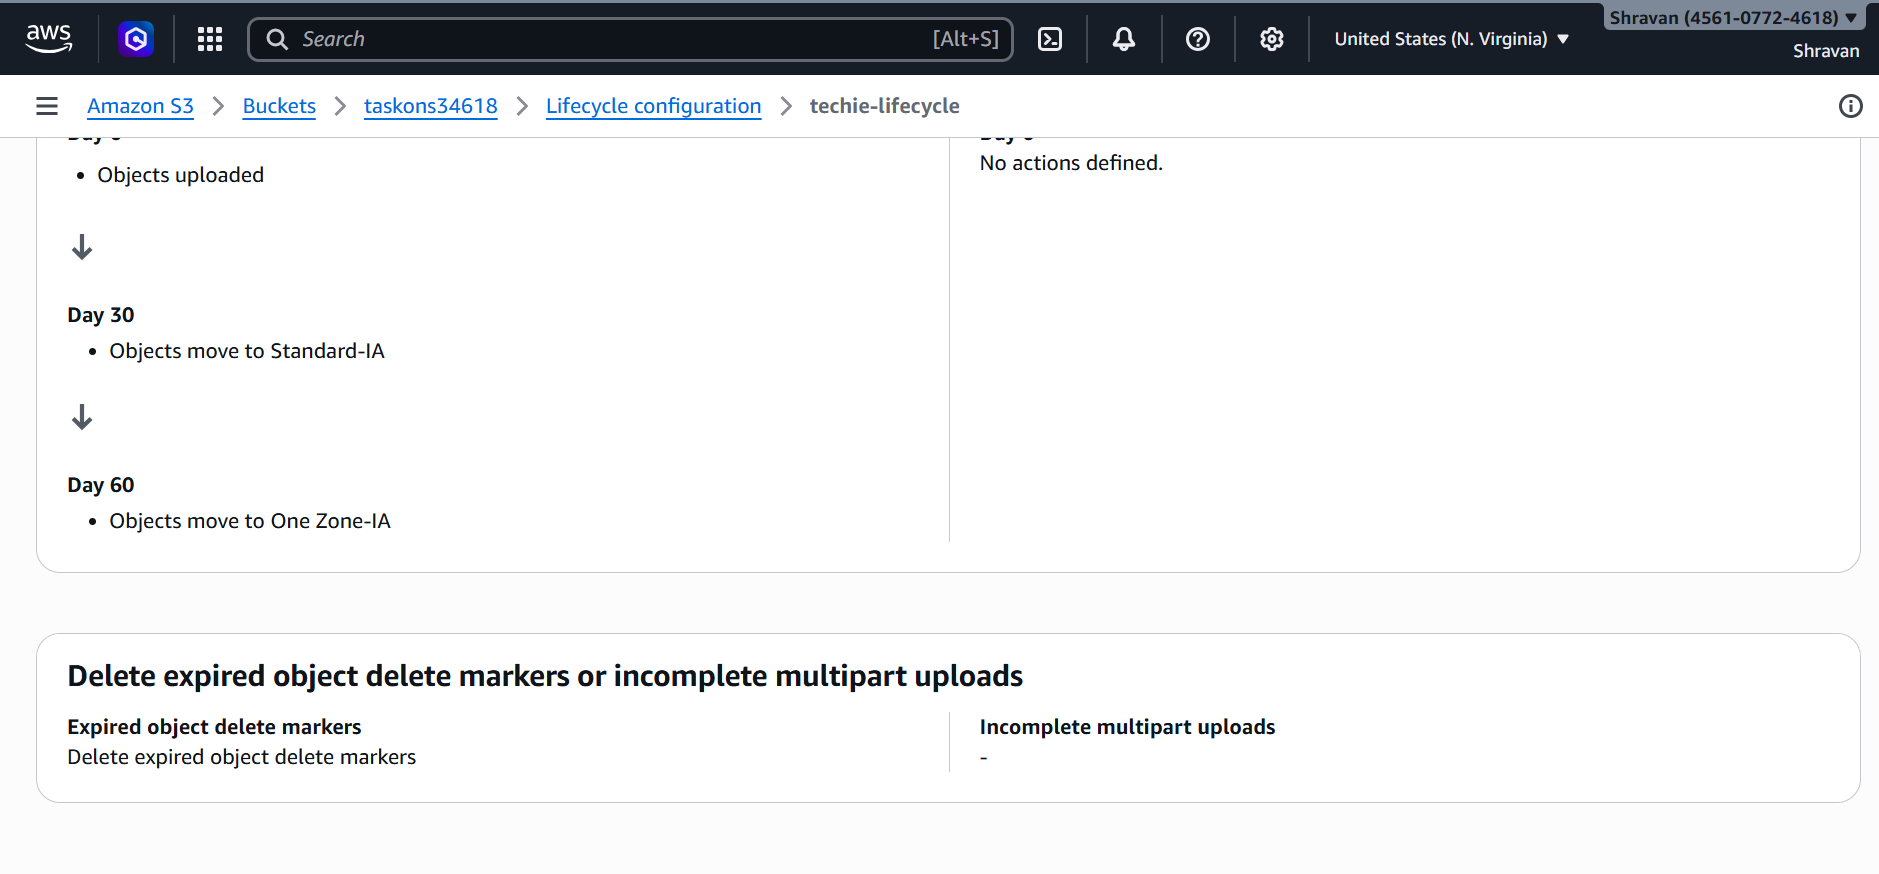 aws
Search [Alt+S]
United States (N. Virginia)
Shravan (4561-0772-4618)
Shravan
Amazon S3 > Buckets > taskons34618 > Lifecycle configuration > techie-lifecycle
Objects uploaded
No actions defined.
Day 30
Objects move to Standard-IA
Day 60
Objects move to One Zone-IA
Delete expired object delete markers or incomplete multipart uploads
Expired object delete markers
Delete expired object delete markers
Incomplete multipart uploads
-